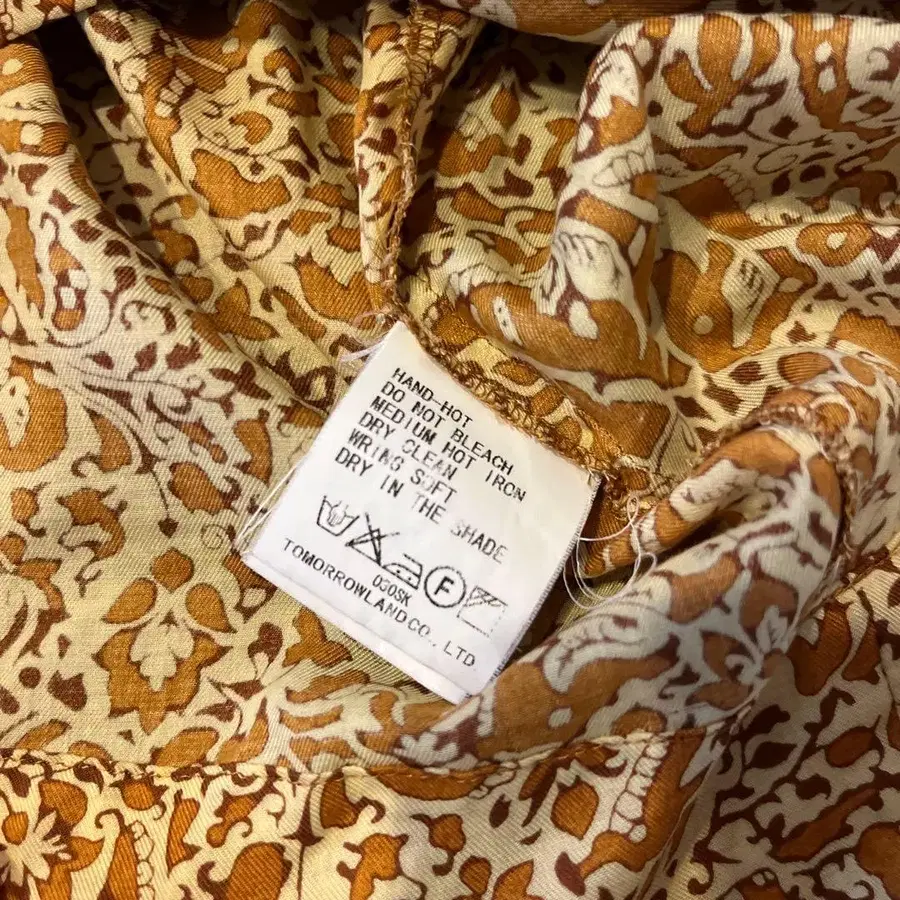 HAND-HOT
DO NOT BLEACH
MEDIUM HOT IRON
DRY CLEAN
WRING SOFT
DRY IN THE SHADE
F
030SK
TOMORROWLAND CO., LTD